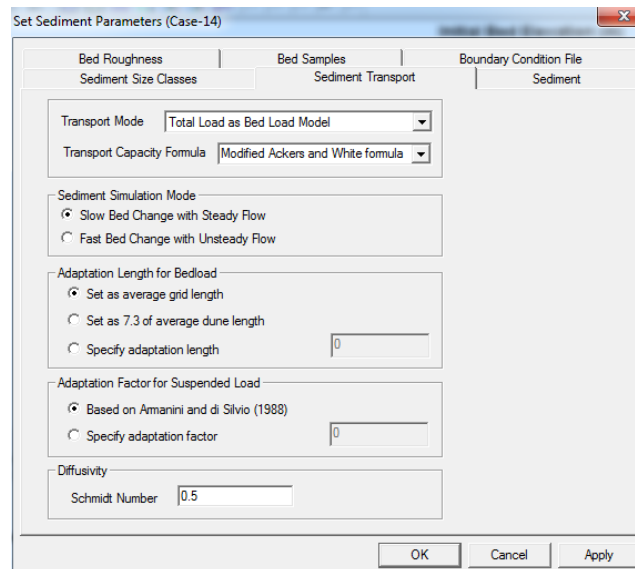 Set Sediment Parameters (Case-14)
Initial Bed Elevation
Bed Roughness Bed Samples Boundary Condition File
Sediment Size Classes Sediment Transport Sediment
Transport Mode Total Load as Bed Load Model
Transport Capacity Formula Modified Ackers and White formula
Sediment Simulation Mode
Slow Bed Change with Steady Flow
Fast Bed Change with Unsteady Flow
Adaptation Length for Bedload
Set as average grid length
Set as 7.3 of average dune length
Specify adaptation length 0
Adaptation Factor for Suspended Load
Based on Armanini and di Silvio (1988)
Specify adaptation factor 0
Diffusivity
Schmidt Number 0.5
OK Cancel Apply